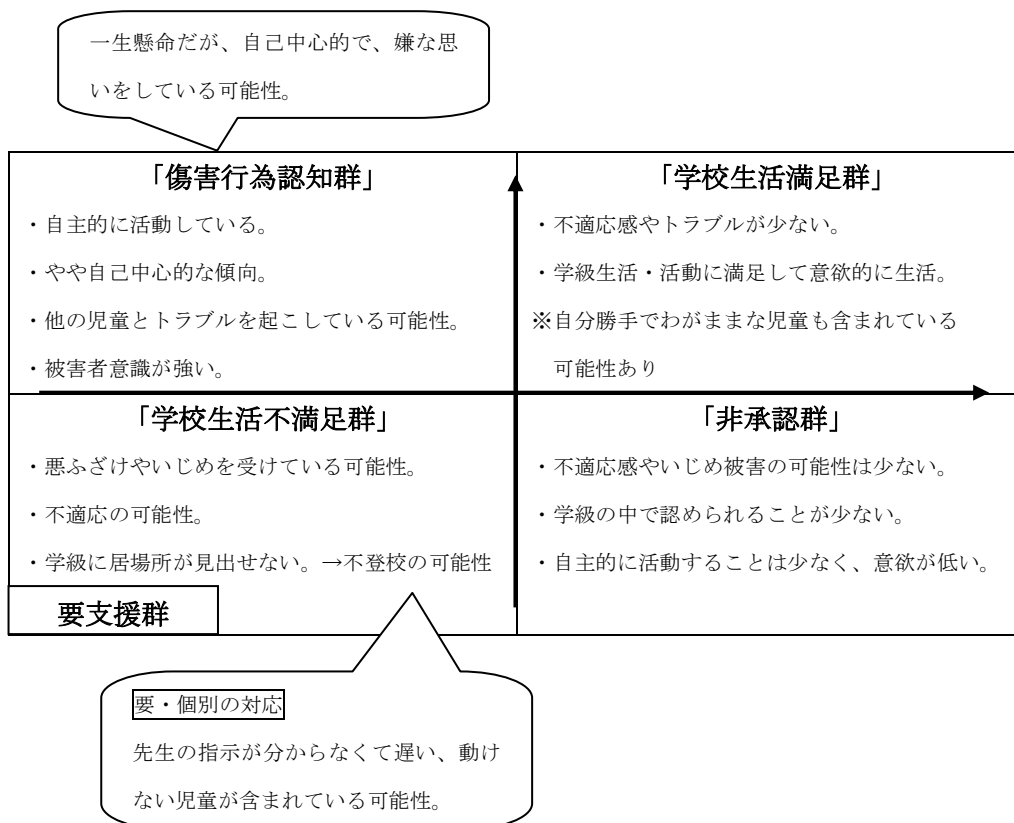 一生懸命だが、自己中心的で、嫌な思
いをしている可能性。
「傷害行為認知群」
・自主的に活動している。
・やや自己中心的な傾向。
・他の児童とトラブルを起こしている可能性。
・被害者意識が強い。
「学校生活満足群」
・不適応感やトラブルが少ない。
・学級生活・活動に満足して意欲的に生活。
※自分勝手でわがままな児童も含まれている
可能性あり
「学校生活不満足群」
・悪ふざけやいじめを受けている可能性。
・不適応の可能性。
・学級に居場所が見出せない。→不登校の可能性
要支援群
「非承認群」
・不適応感やいじめ被害の可能性は少ない。
・学級の中で認められることが少ない。
・自主的に活動することは少なく、意欲が低い。
要・個別の対応
先生の指示が分からなくて遅い、動け
ない児童が含まれている可能性。